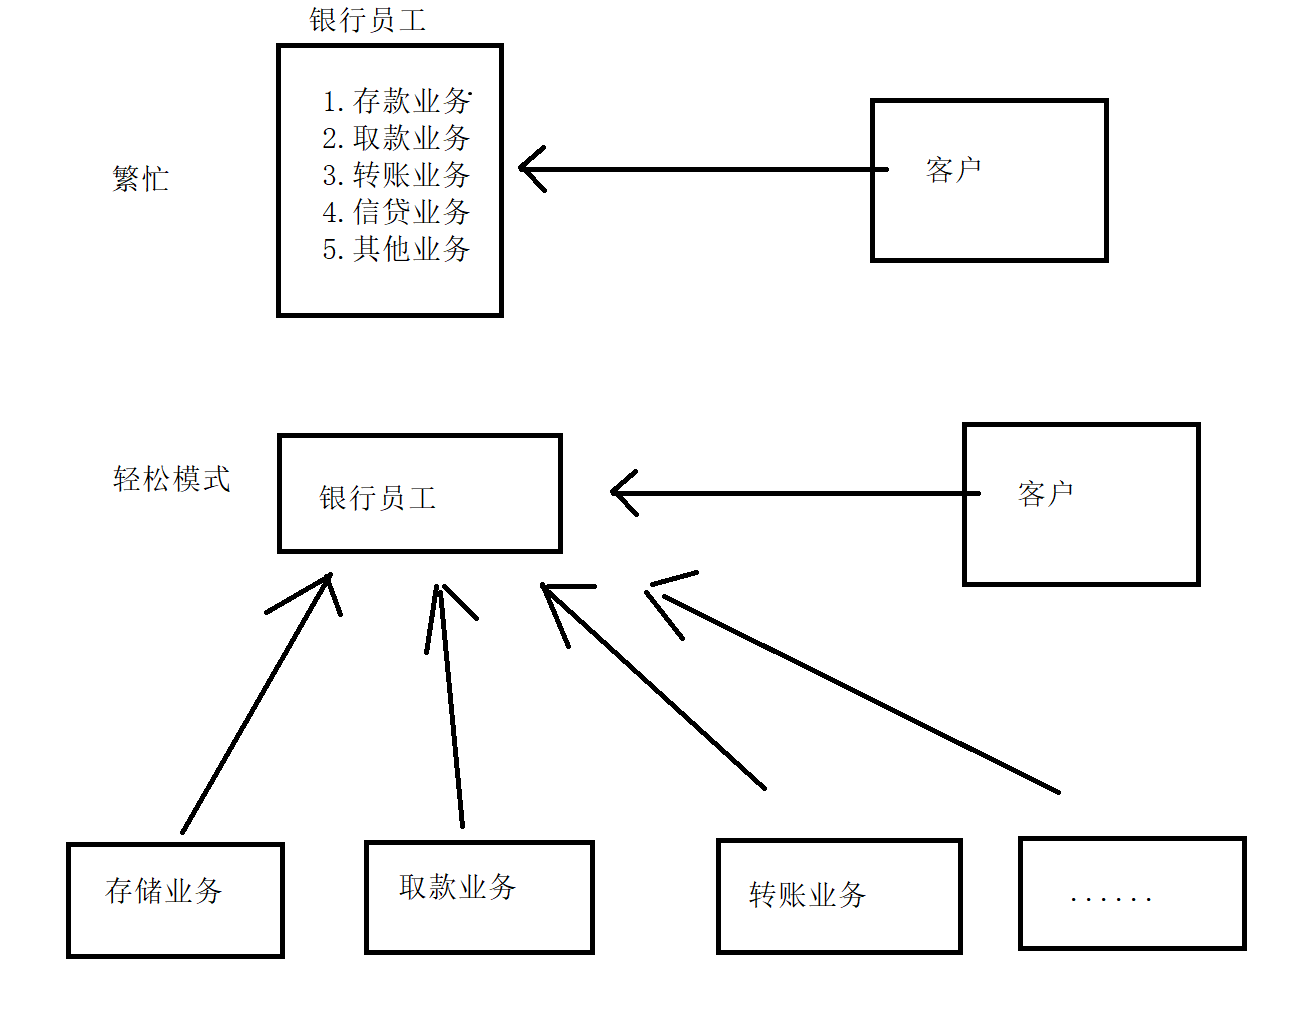 银行员工
1.存款业务
2.取款业务
3.转账业务
4.信贷业务
5.其他业务
繁忙
客户
轻松模式
银行员工
客户
存储业务
取款业务
转账业务
......